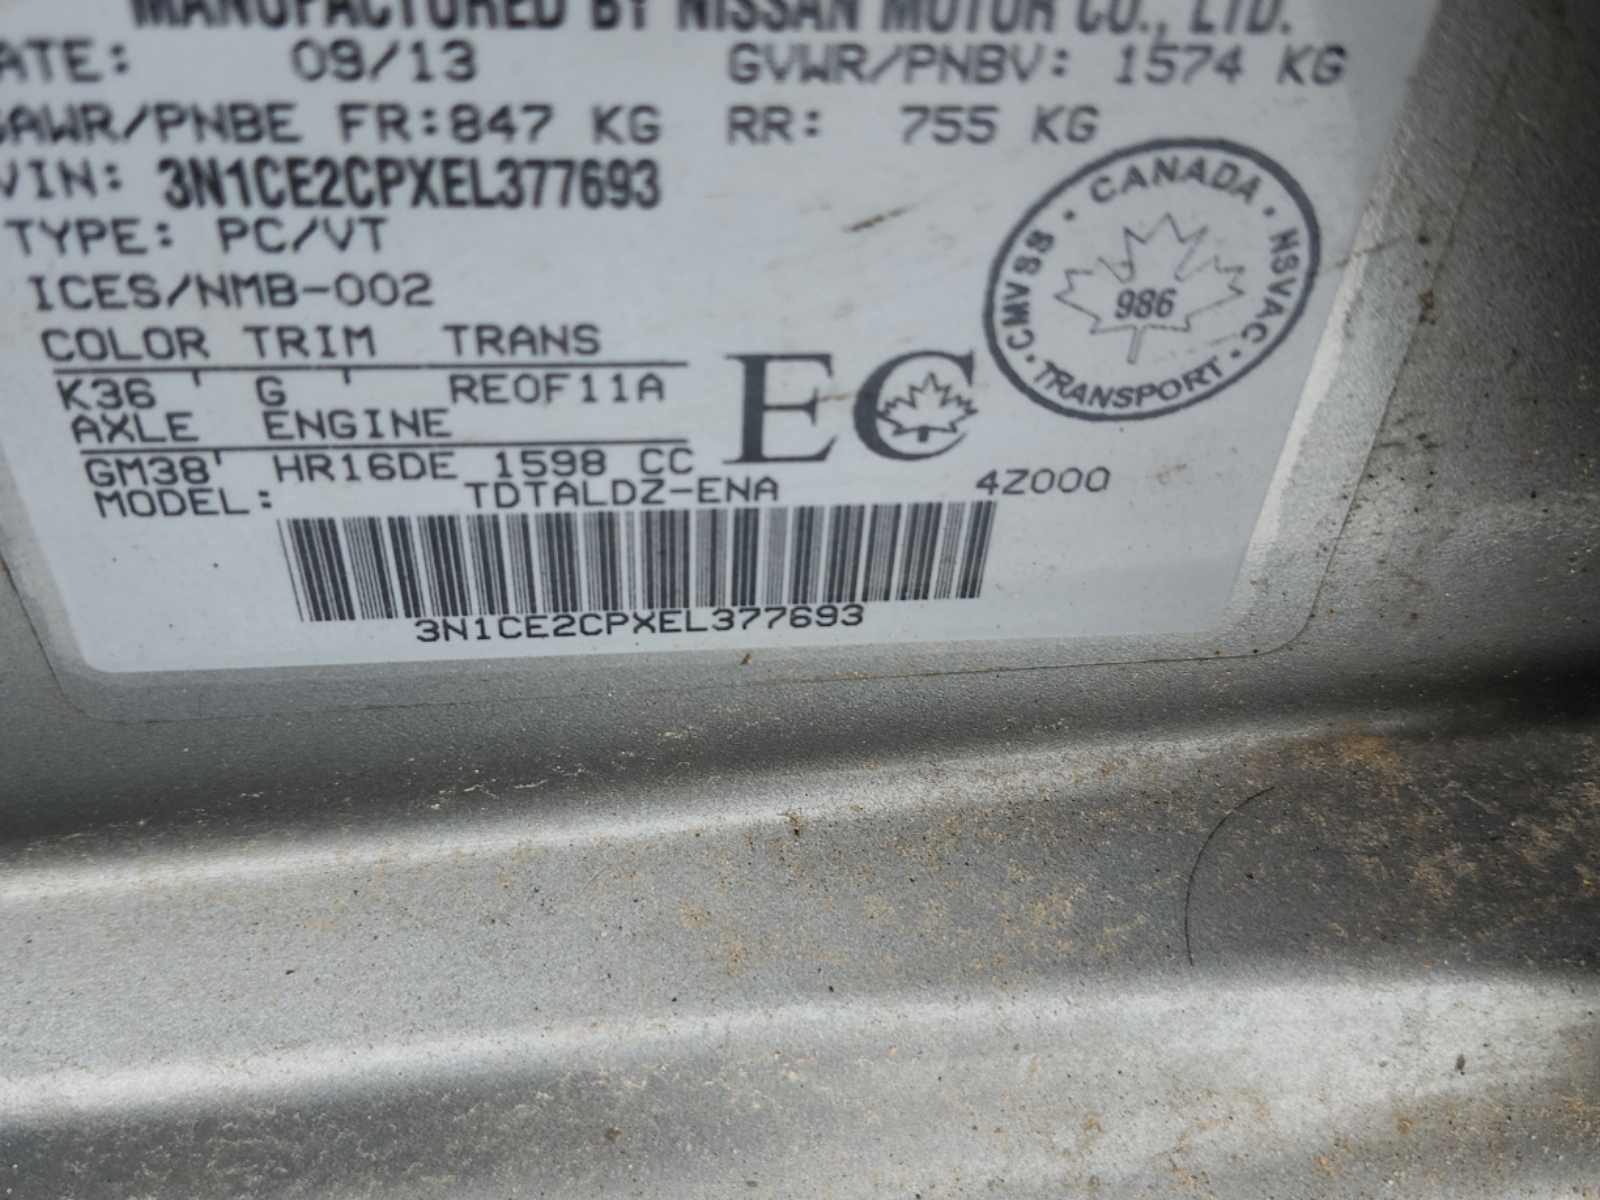 MANUFACTURED BY NISSAN MOTOR CO., LTD.
ATE: 09/13 GVWR/PNBV: 1574 KG
GAWR/PNBE FR:847 KG RR: 755 KG
VIN: 3N1CE2CPXEL377693
TYPE: PC/VT
ICES/NMB-002
COLOR TRIM TRANS
K36 G RE0F11A
AXLE ENGINE
GM38 HR16DE 1598 CC
MODEL: TDTALDZ-ENA 4Z000
3N1CE2CPXEL377693
EC
CANADA · NSVAC · TRANSPORT · CMVSS ·
986